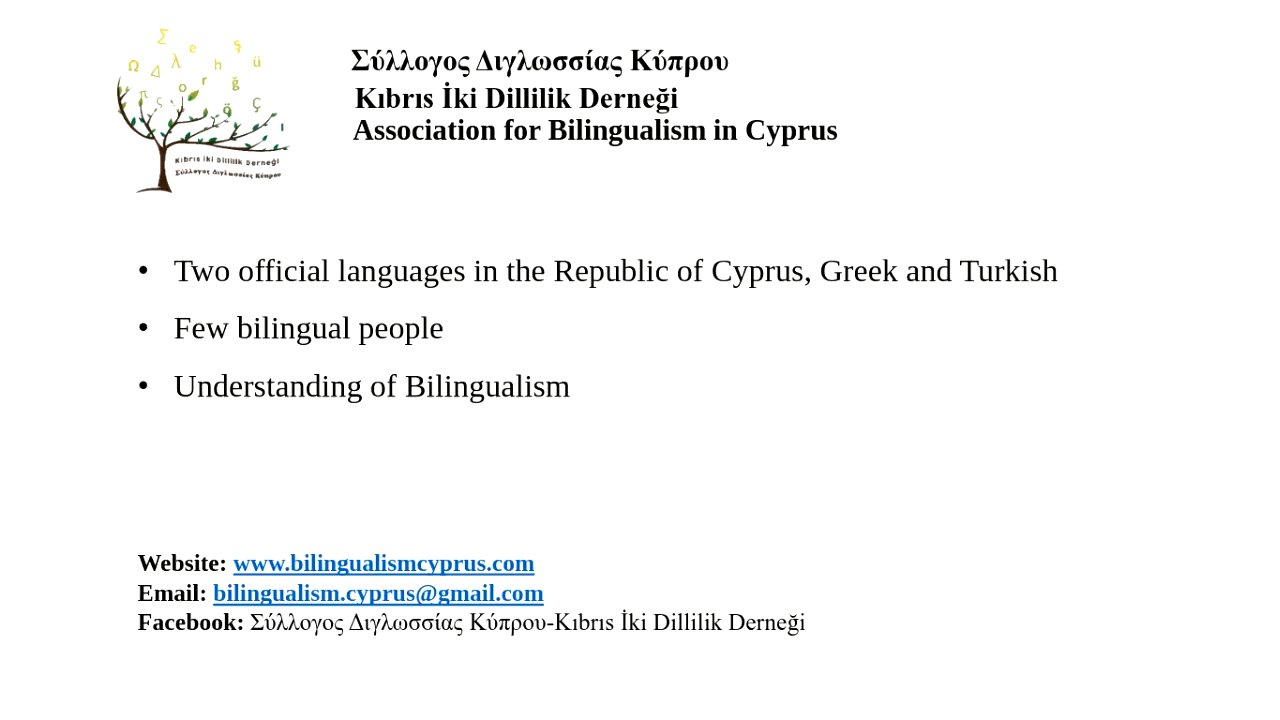 Σ
e
ş
Ω
Δ
λ
h
ü
π
ς
o
r
ğ
ö
Ç
Kıbrıs İki Dillilik Derneği
Σύλλογος Διγλωσσίας Κύπρου
Σύλλογος Διγλωσσίας Κύπρου
Kıbrıs İki Dillilik Derneği
Association for Bilingualism in Cyprus
• Two official languages in the Republic of Cyprus, Greek and Turkish
• Few bilingual people
• Understanding of Bilingualism
Website: www.bilingualismcyprus.com
Email: bilingualism.cyprus@gmail.com
Facebook: Σύλλογος Διγλωσσίας Κύπρου-Kıbrıs İki Dillilik Derneği